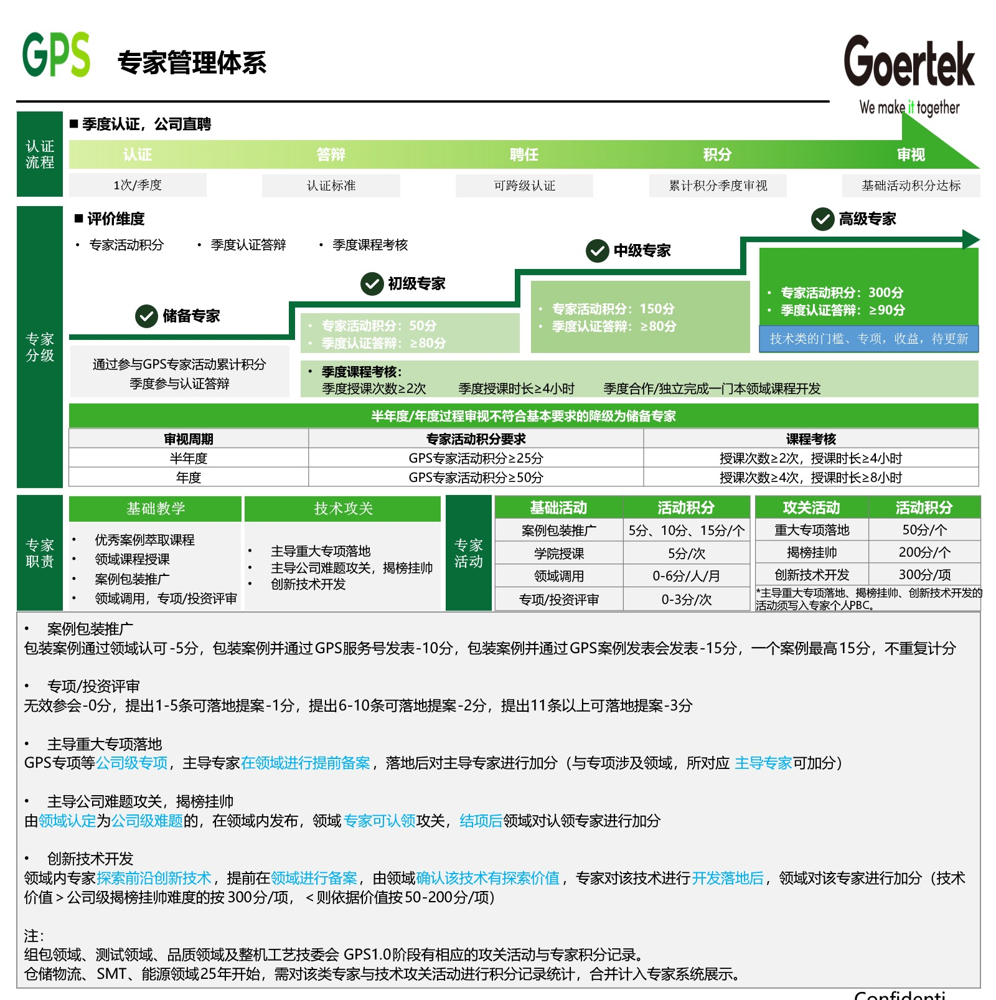 GPS 专家管理体系
Goertek
We make it together
认证
流程
■ 季度认证，公司直聘
认证 答辩 聘任 积分 审视
1次/季度 认证标准 可跨级认证 累计积分季度审视 基础活动积分达标
专家
分级
■ 评价维度
• 专家活动积分 • 季度认证答辩 • 季度课程考核
储备专家
通过参与GPS专家活动累计积分
季度参与认证答辩
初级专家
• 专家活动积分：50分
• 季度认证答辩：≥80分
中级专家
• 专家活动积分：150分
• 季度认证答辩：≥80分
高级专家
• 专家活动积分：300分
• 季度认证答辩：≥90分
技术类的门槛、专项，收益，待更新
• 季度课程考核：
季度授课次数≥2次 季度授课时长≥4小时 季度合作/独立完成一门本领域课程开发
半年度/年度过程审视不符合基本要求的降级为储备专家
审视周期 专家活动积分要求 课程考核
半年度 GPS专家活动积分≥25分 授课次数≥2次，授课时长≥4小时
年度 GPS专家活动积分≥50分 授课次数≥4次，授课时长≥8小时
专家
职责
基础教学
• 优秀案例萃取课程
• 领域课程授课
• 案例包装推广
• 领域调用，专项/投资评审
技术攻关
• 主导重大专项落地
• 主导公司难题攻关，揭榜挂帅
• 创新技术开发
专家
活动
基础活动 活动积分
案例包装推广 5分、10分、15分/个
学院授课 5分/次
领域调用 0-6分/人/月
专项/投资评审 0-3分/次
攻关活动 活动积分
重大专项落地 50分/个
揭榜挂帅 200分/个
创新技术开发 300分/项
*主导重大专项落地、揭榜挂帅、创新技术开发的
活动须写入专家个人PBC。
• 案例包装推广
包装案例通过领域认可-5分，包装案例并通过GPS服务号发表-10分，包装案例并通过GPS案例发表会发表-15分，一个案例最高15分，不重复计分
• 专项/投资评审
无效参会-0分，提出1-5条可落地提案-1分，提出6-10条可落地提案-2分，提出11条以上可落地提案-3分
• 主导重大专项落地
GPS专项等公司级专项，主导专家在领域进行提前备案，落地后对主导专家进行加分（与专项涉及领域，所对应 主导专家可加分）
• 主导公司难题攻关，揭榜挂帅
由领域认定为公司级难题的，在领域内发布，领域专家可认领攻关，结项后领域对认领专家进行加分
• 创新技术开发
领域内专家探索前沿创新技术，提前在领域进行备案，由领域确认该技术有探索价值，专家对该技术进行开发落地后，领域对该专家进行加分（技术
价值＞公司级揭榜挂帅难度的按300分/项，＜则依据价值按50-200分/项）
注：
组包领域、测试领域、品质领域及整机工艺技委会 GPS1.0阶段有相应的攻关活动与专家积分记录。
仓储物流、SMT、能源领域25年开始，需对该类专家与技术攻关活动进行积分记录统计，合并计入专家系统展示。
Confidenti